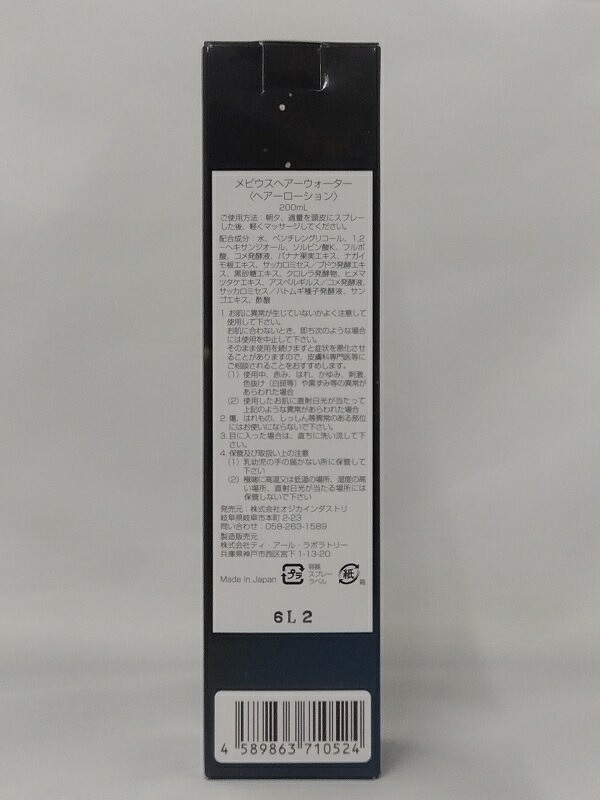 メビウスヘアーウォーター
〈ヘアーローション〉
200mL
ご使用方法：朝夕、適量を頭皮にスプレー
した後、軽くマッサージしてください。
配合成分：水、ペンチレングリコール、1,2
-ヘキサンジオール、ソルビン酸K、フルボ
酸、コメ発酵液、バナナ果実エキス、ナガイ
モ根エキス、サッカロミセス／ブドウ発酵エキ
ス、黒砂糖エキス、クロレラ発酵物、ヒメマ
ツタケエキス、アスペルギルス／コメ発酵液、
サッカロミセス／ハトムギ種子発酵液、サン
ゴエキス、酢酸
1. お肌に異常が生じていないかよく注意して
使用して下さい。
お肌に合わないとき、即ち次のような場合
には使用を中止して下さい。
そのまま使用を続けますと症状を悪化させ
ることがありますので、皮膚科専門医等に
ご相談されることをおすすめします。
（1）使用中、赤み、はれ、かゆみ、刺激、
色抜け（白斑等）や黒ずみ等の異常が
あらわれた場合
（2）使用したお肌に直射日光が当たって
上記のような異常があらわれた場合
2. 傷、はれもの、しっしん等異常のある部位
にはお使いにならないで下さい。
3. 目に入った場合は、直ちに洗い流して下
さい。
4. 保管及び取扱い上の注意
（1）乳幼児の手の届かない所に保管して
下さい
（2）極端に高温又は低温の場所、湿度の高
い場所、直射日光が当たる場所には
保管しないで下さい
発売元：株式会社オジカインダストリ
岐阜県岐阜市本町2-23
問い合わせ：058-263-1589
製造販売元
株式会社ティ・アール・ラボラトリー
兵庫県神戸市西区宮下1-13-20
Made in Japan
プラ
容器
スプレー
ラベル
紙
箱
6L2
4 589863 710524